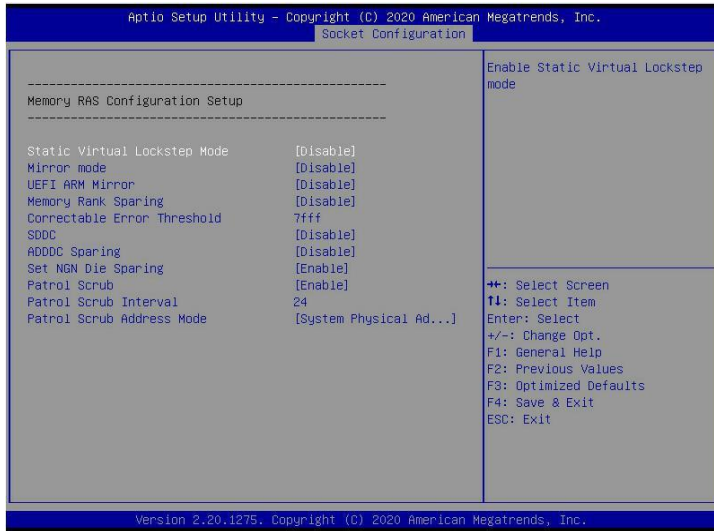 Aptio Setup Utility – Copyright (C) 2020 American Megatrends, Inc.
Socket Configuration
Memory RAS Configuration Setup
Static Virtual Lockstep Mode [Disable]
Mirror mode [Disable]
UEFI ARM Mirror [Disable]
Memory Rank Sparing [Disable]
Correctable Error Threshold 7fff
SDDC [Disable]
ADDDC Sparing [Disable]
Set NGN Die Sparing [Enable]
Patrol Scrub [Enable]
Patrol Scrub Interval 24
Patrol Scrub Address Mode [System Physical Ad...]
Enable Static Virtual Lockstep
mode
→←: Select Screen
↑↓: Select Item
Enter: Select
+/-: Change Opt.
F1: General Help
F2: Previous Values
F3: Optimized Defaults
F4: Save & Exit
ESC: Exit
Version 2.20.1275. Copyright (C) 2020 American Megatrends, Inc.